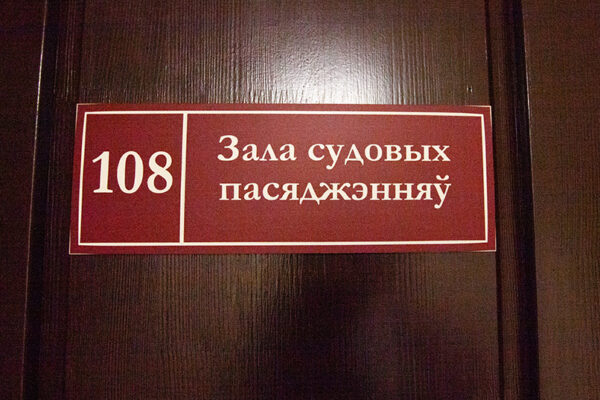 108
Зала судовых
пасяджэнняў